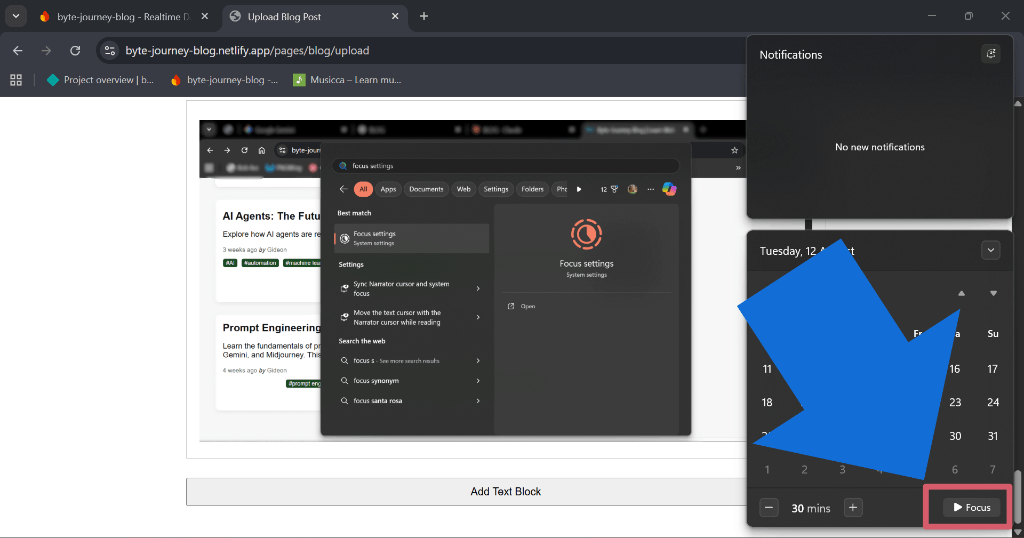 byte-journey-blog - Realtime D
Upload Blog Post
byte-journey-blog.netlify.app/pages/blog/upload
Project overview | b...
byte-journey-blog -...
Musicca – Learn mu...
Notifications
No new notifications
byte-journ
focus settings
All
Apps
Documents
Web
Settings
Folders
Pho
12
Best match
Focus settings
System settings
Settings
Sync Narrator cursor and system
focus
Move the text cursor with the
Narrator cursor while reading
Search the web
focus s - See more search results
focus synonym
focus santa rosa
Focus settings
System settings
Open
AI Agents: The Futu
Explore how AI agents are re
3 weeks ago by Gideon
#AI #automation #machine lea
Prompt Engineering
Learn the fundamentals of pr
Gemini, and Midjourney. This
4 weeks ago by Gideon
#prompt eng
Add Text Block
Tuesday, 12
Su
11 16 17
18 23 24
30 31
1 2 3 6 7
30 mins
Focus